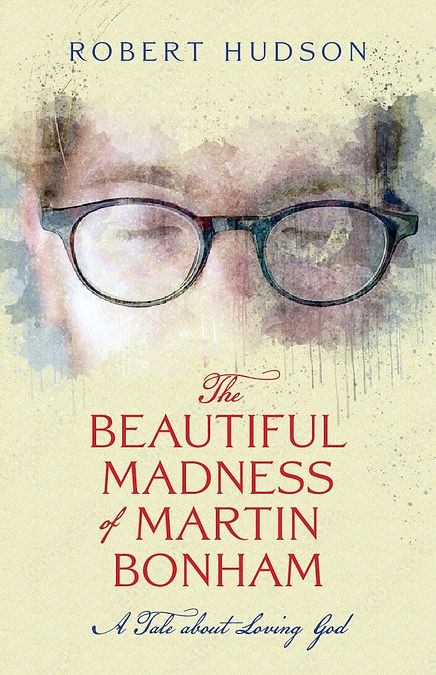 ROBERT HUDSON
The
BEAUTIFUL
MADNESS
of MARTIN
BONHAM
A Tale about Loving God